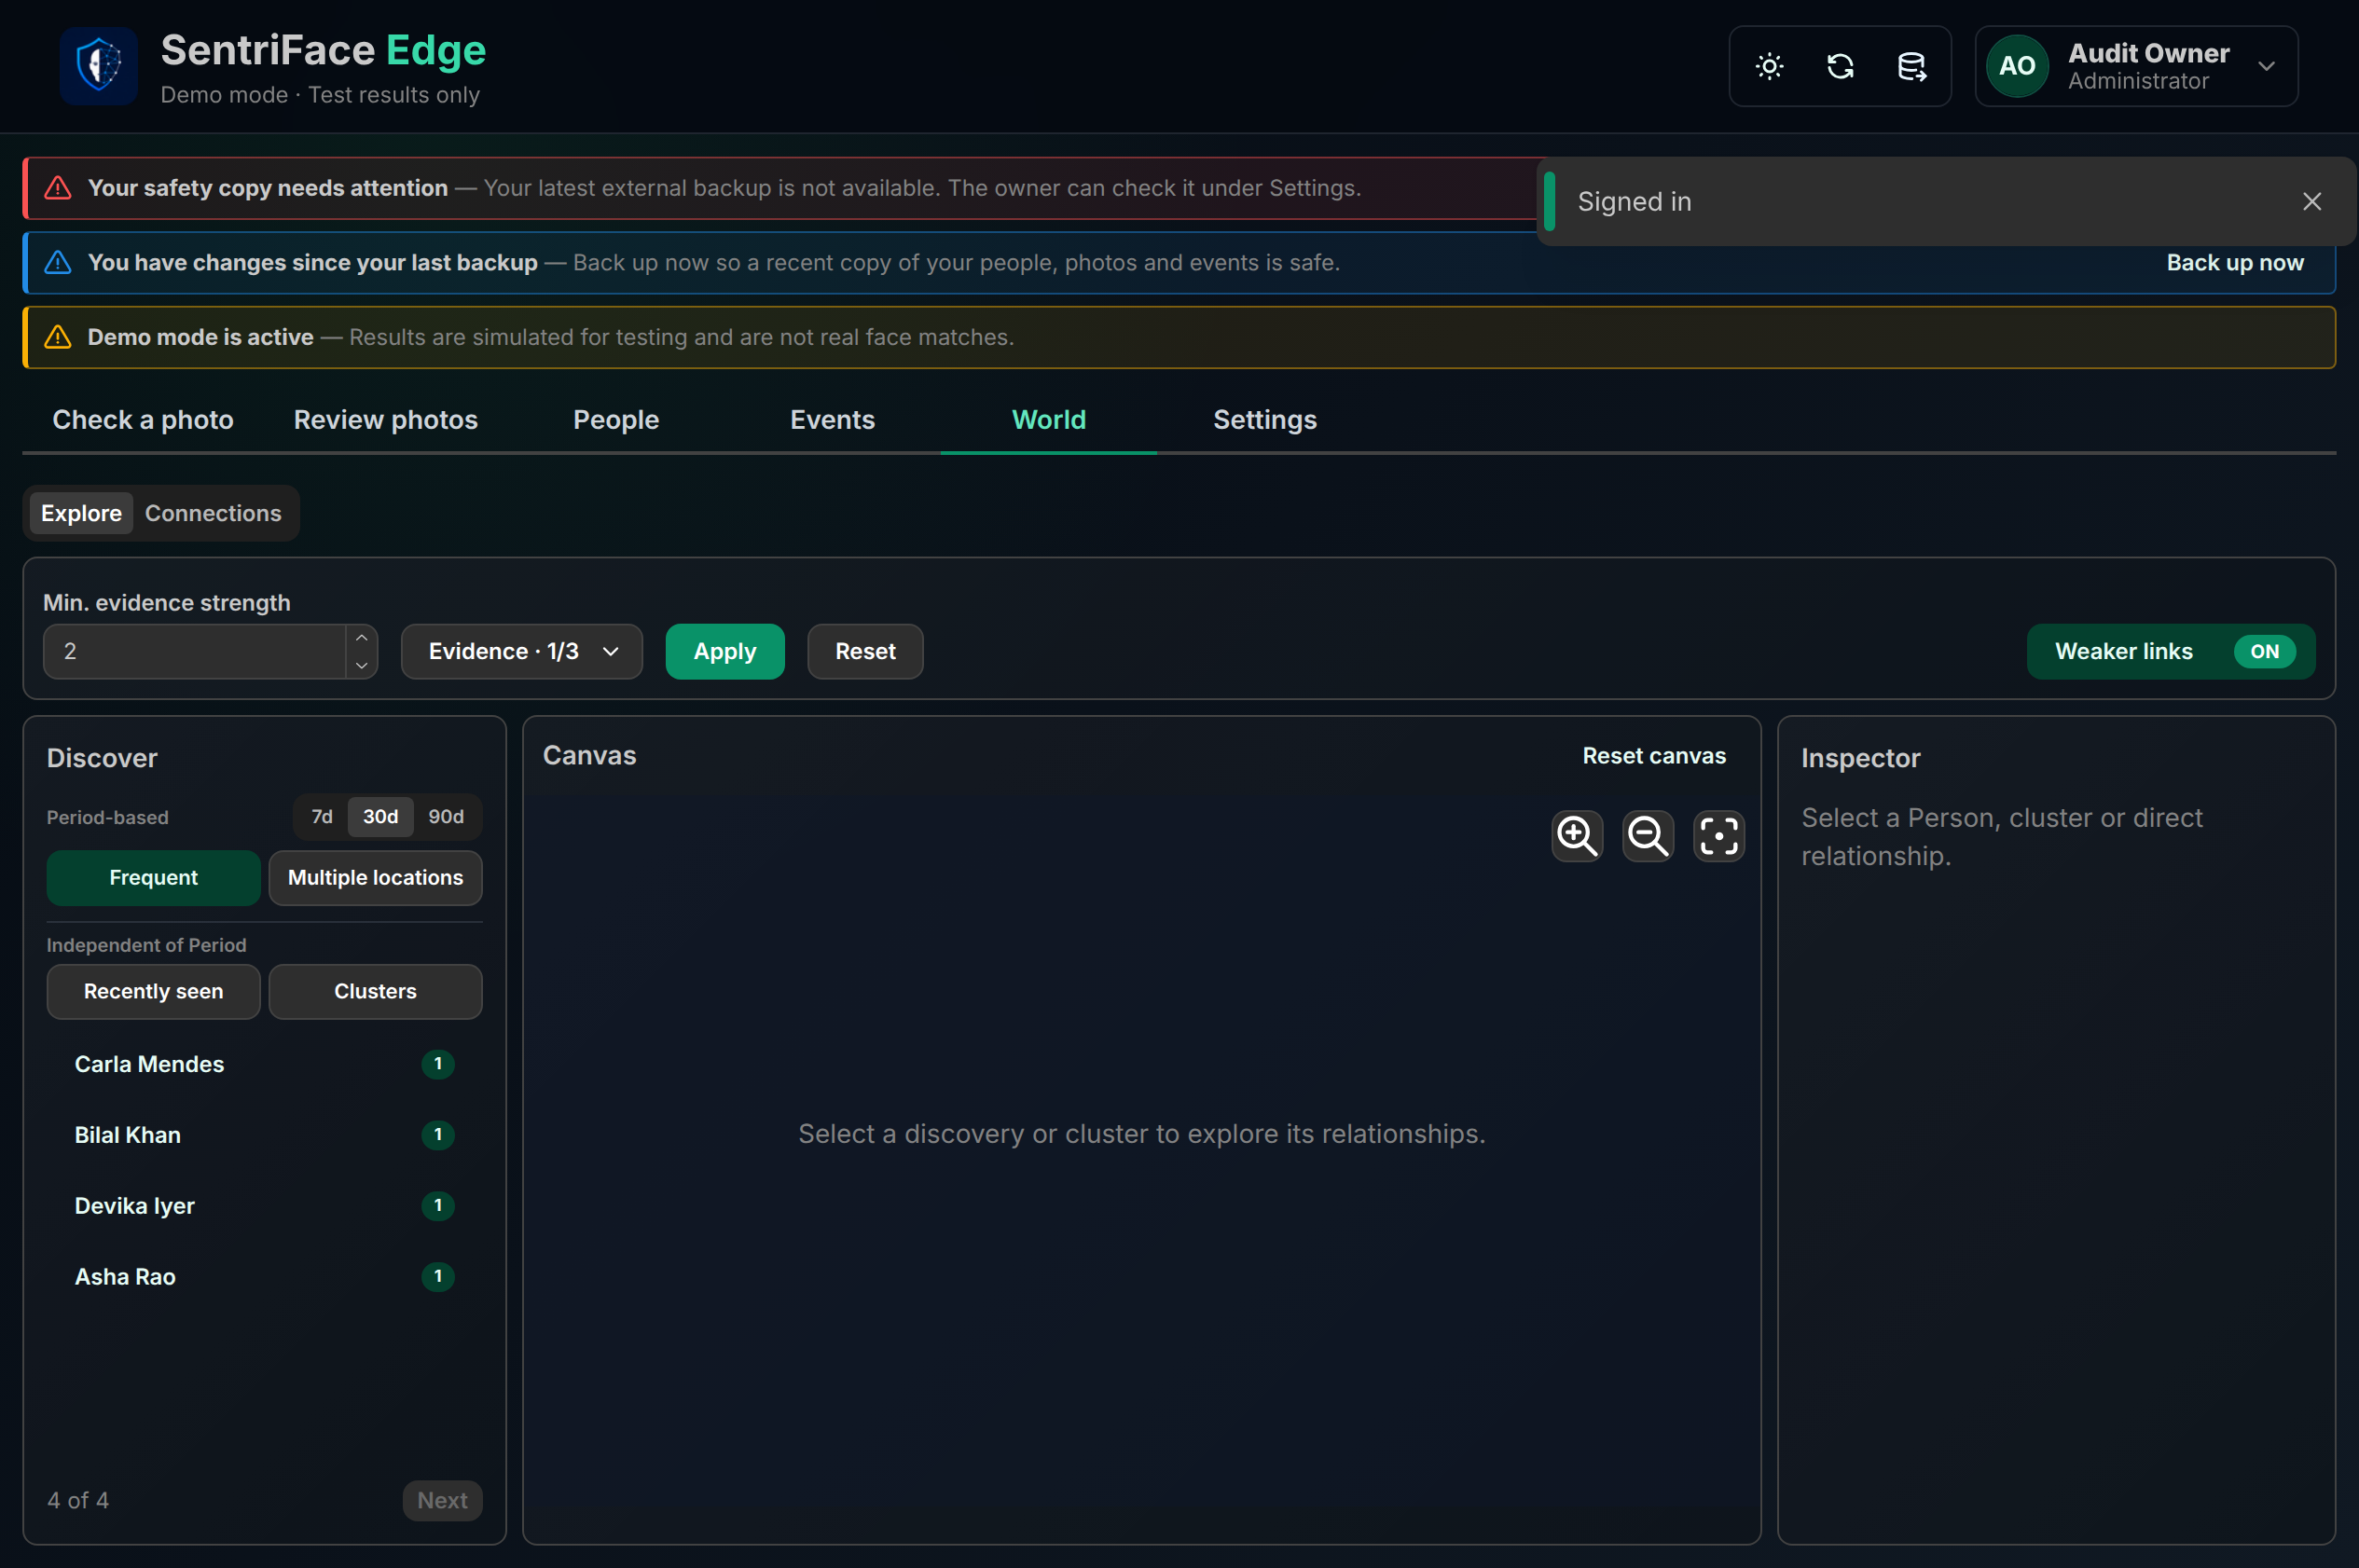 SentriFace Edge
Demo mode · Test results only
AO
Audit Owner
Administrator
Your safety copy needs attention — Your latest external backup is not available. The owner can check it under Settings.
Signed in
You have changes since your last backup — Back up now so a recent copy of your people, photos and events is safe.
Back up now
Demo mode is active — Results are simulated for testing and are not real face matches.
Check a photo
Review photos
People
Events
World
Settings
Explore
Connections
Min. evidence strength
2
Evidence · 1/3
Apply
Reset
Weaker links
ON
Discover
Period-based
7d
30d
90d
Frequent
Multiple locations
Independent of Period
Recently seen
Clusters
Carla Mendes
1
Bilal Khan
1
Devika Iyer
1
Asha Rao
1
4 of 4
Next
Canvas
Reset canvas
Select a discovery or cluster to explore its relationships.
Inspector
Select a Person, cluster or direct
relationship.